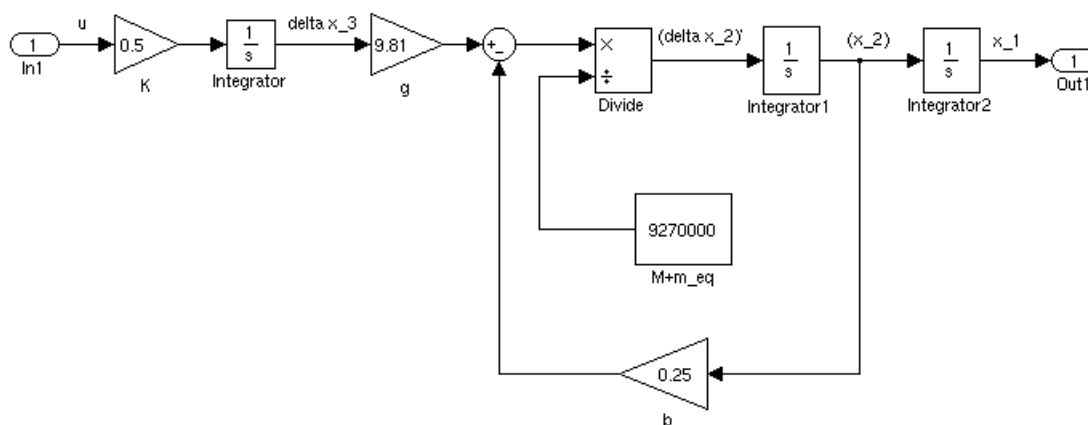 u
delta x_3
(delta x_2)'
(x_2)
x_1
1
0.5
1
s
9.81
+
-
×
÷
1
s
1
s
1
In1
K
Integrator
g
Divide
Integrator1
Integrator2
Out1
9270000
M+m_eq
0.25
b